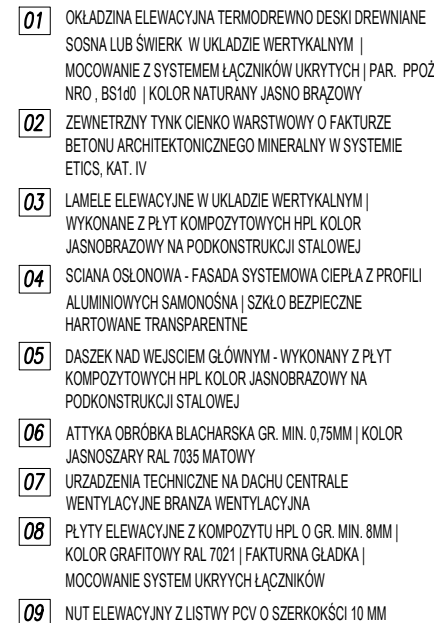 01 OKŁADZINA ELEWACYJNA TERMODREWNO DESKI DREWNIANE
SOSNA LUB ŚWIERK W UKLADZIE WERTYKALNYM |
MOCOWANIE Z SYSTEMEM ŁĄCZNIKÓW UKRYTYCH | PAR. PPOŻ
NRO , BS1d0 | KOLOR NATURANY JASNO BRĄZOWY
02 ZEWNETRZNY TYNK CIENKO WARSTWOWY O FAKTURZE
BETONU ARCHITEKTONICZNEGO MINERALNY W SYSTEMIE
ETICS, KAT. IV
03 LAMELE ELEWACYJNE W UKLADZIE WERTYKALNYM |
WYKONANE Z PŁYT KOMPOZYTOWYCH HPL KOLOR
JASNOBRAZOWY NA PODKONSTRUKCJI STALOWEJ
04 SCIANA OSŁONOWA - FASADA SYSTEMOWA CIEPŁA Z PROFILI
ALUMINIOWYCH SAMONOŚNA | SZKŁO BEZPIECZNE
HARTOWANE TRANSPARENTNE
05 DASZEK NAD WEJSCIEM GŁÓWNYM - WYKONANY Z PŁYT
KOMPOZYTOWYCH HPL KOLOR JASNOBRAZOWY NA
PODKONSTRUKCJI STALOWEJ
06 ATTYKA OBRÓBKA BLACHARSKA GR. MIN. 0,75MM | KOLOR
JASNOSZARY RAL 7035 MATOWY
07 URZADZENIA TECHNICZNE NA DACHU CENTRALE
WENTYLACYJNE BRANZA WENTYLACYJNA
08 PŁYTY ELEWACYJNE Z KOMPOZYTU HPL O GR. MIN. 8MM |
KOLOR GRAFITOWY RAL 7021 | FAKTURNA GŁADKA |
MOCOWANIE SYSTEM UKRYYCH ŁĄCZNIKÓW
09 NUT ELEWACYJNY Z LISTWY PCV O SZERKOKŚCI 10 MM